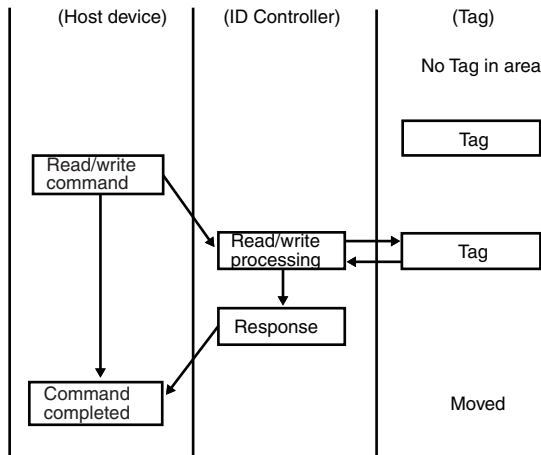 (Host device)
(ID Controller)
(Tag)
No Tag in area
Tag
Read/write
command
Read/write
processing
Tag
Response
Command
completed
Moved